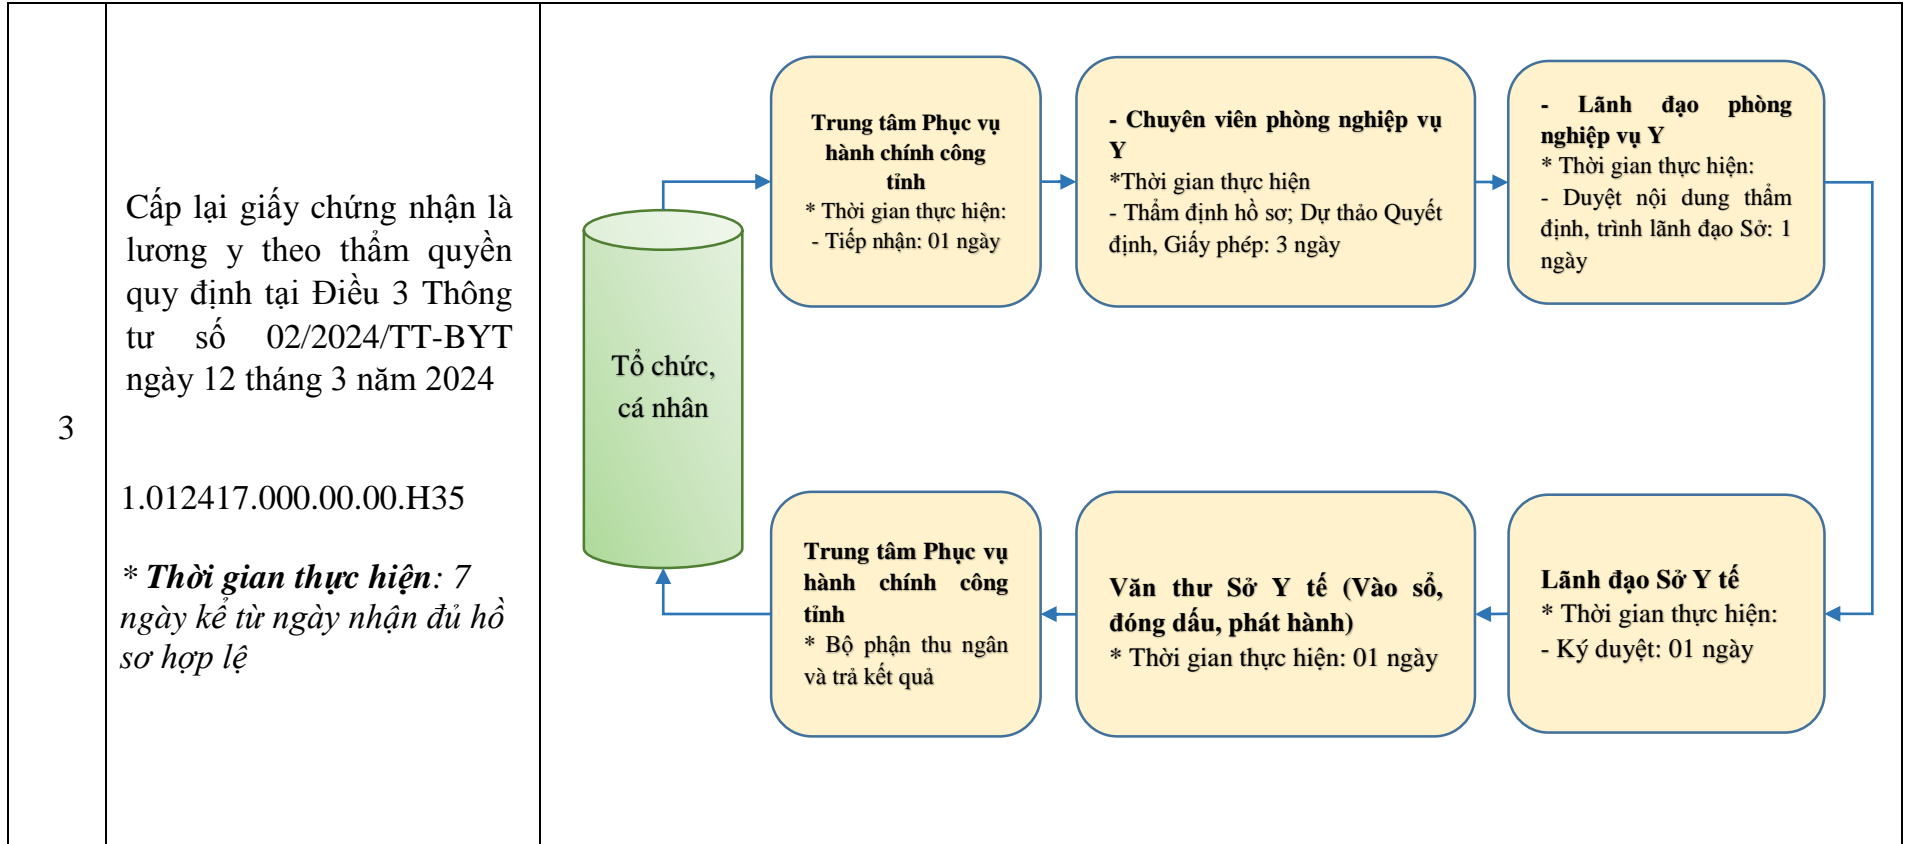 3
Cấp lại giấy chứng nhận là
lương y theo thẩm quyền
quy định tại Điều 3 Thông
tư số 02/2024/TT-BYT
ngày 12 tháng 3 năm 2024
1.012417.000.00.00.H35
* Thời gian thực hiện: 7
ngày kể từ ngày nhận đủ hồ
sơ hợp lệ
Tổ chức,
cá nhân
Trung tâm Phục vụ
hành chính công
tỉnh
* Thời gian thực hiện:
- Tiếp nhận: 01 ngày
- Chuyên viên phòng nghiệp vụ
Y
*Thời gian thực hiện
- Thẩm định hồ sơ; Dự thảo Quyết
định, Giấy phép: 3 ngày
- Lãnh đạo phòng
nghiệp vụ Y
* Thời gian thực hiện:
- Duyệt nội dung thẩm
định, trình lãnh đạo Sở: 1
ngày
Lãnh đạo Sở Y tế
* Thời gian thực hiện:
- Ký duyệt: 01 ngày
Văn thư Sở Y tế (Vào sổ,
đóng dấu, phát hành)
* Thời gian thực hiện: 01 ngày
Trung tâm Phục vụ
hành chính công
tỉnh
* Bộ phận thu ngân
và trả kết quả